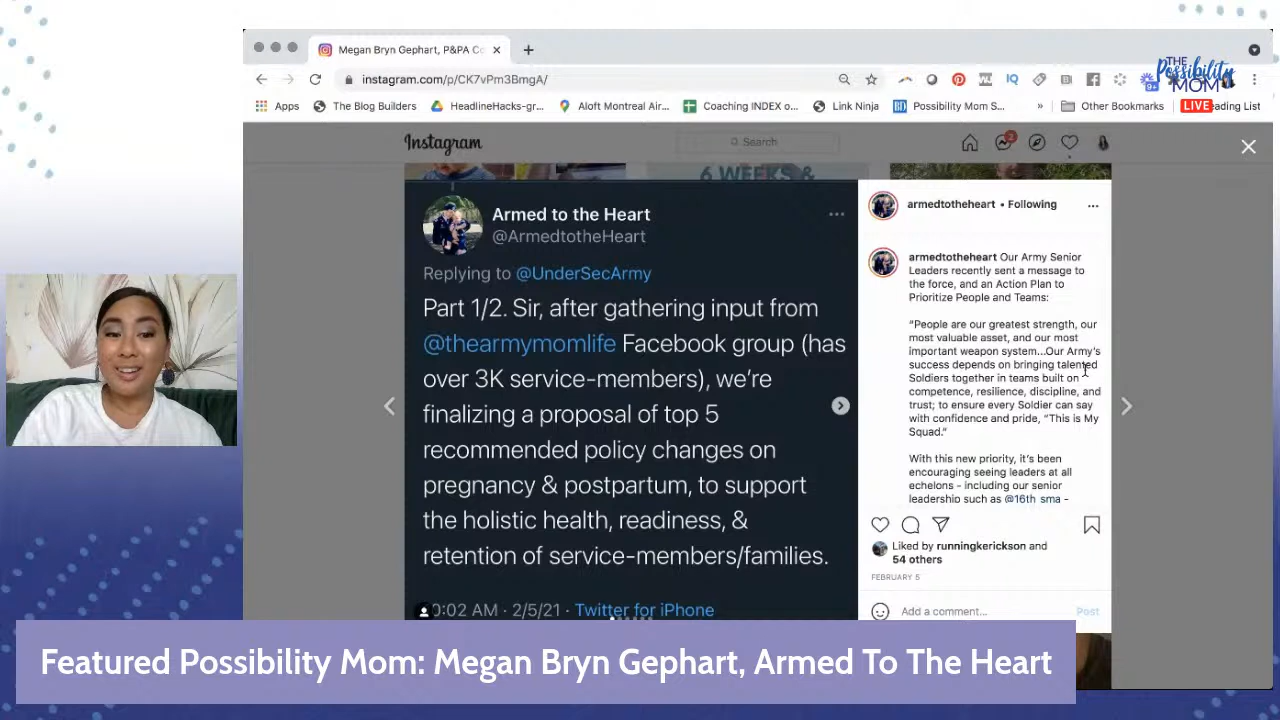 Megan Bryn Gephart, P&PA Co
THE
Possibility
MOM
LIVE
instagram.com/p/CK7vPm3BmgA/
IQ
9+
Apps
The Blog Builders
HeadlineHacks-gr...
Aloft Montreal Air...
Coaching INDEX o...
Link Ninja
BD
Possibility Mom S...
»
Other Bookmarks
ading List
Instagram
Search
2
6 WEEKS &
Armed to the Heart
@ArmedtotheHeart
Replying to @UnderSecArmy
Part 1/2. Sir, after gathering input from
@thearmymomlife Facebook group (has
over 3K service-members), we're
finalizing a proposal of top 5
recommended policy changes on
pregnancy & postpartum, to support
the holistic health, readiness, &
retention of service-members/families.
0:02 AM · 2/5/21 · Twitter for iPhone
armedtotheheart • Following
armedtotheheart Our Army Senior
Leaders recently sent a message to
the force, and an Action Plan to
Prioritize People and Teams:
“People are our greatest strength, our
most valuable asset, and our most
important weapon system...Our Army's
success depends on bringing talented
Soldiers together in teams built on
competence, resilience, discipline, and
trust; to ensure every Soldier can say
with confidence and pride, “This is My
Squad.”
With this new priority, it's been
encouraging seeing leaders at all
echelons - including our senior
leadership such as @16th_sma -
Liked by runningkerickson and
54 others
FEBRUARY 5
Add a comment...
Post
Featured Possibility Mom: Megan Bryn Gephart, Armed To The Heart